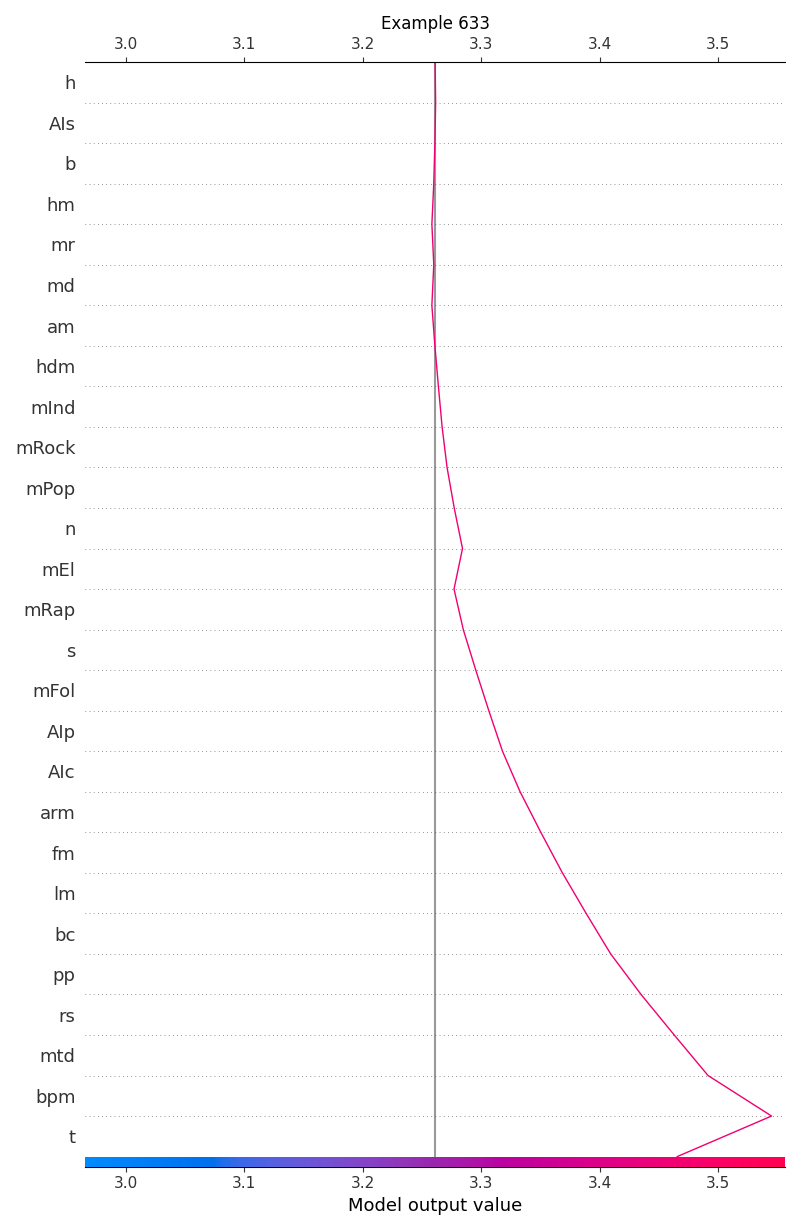 Example 633
3.0 3.1 3.2 3.3 3.4 3.5
h
AIs
b
hm
mr
md
am
hdm
mInd
mRock
mPop
n
mEl
mRap
s
mFol
AIp
AIc
arm
fm
lm
bc
pp
rs
mtd
bpm
t
3.0 3.1 3.2 3.3 3.4 3.5
Model output value